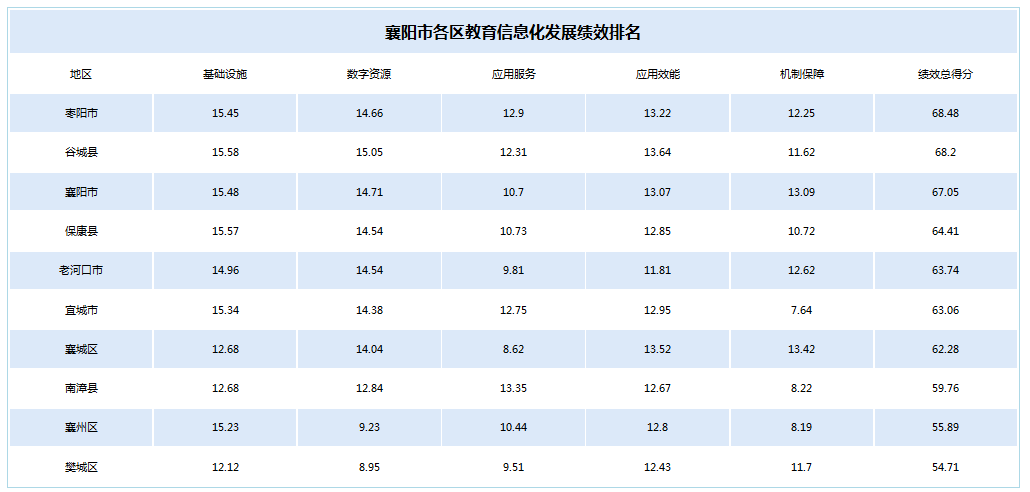 襄阳市各区教育信息化发展绩效排名
地区 基础设施 数字资源 应用服务 应用效能 机制保障 绩效总得分
枣阳市 15.45 14.66 12.9 13.22 12.25 68.48
谷城县 15.58 15.05 12.31 13.64 11.62 68.2
襄阳市 15.48 14.71 10.7 13.07 13.09 67.05
保康县 15.57 14.54 10.73 12.85 10.72 64.41
老河口市 14.96 14.54 9.81 11.81 12.62 63.74
宜城市 15.34 14.38 12.75 12.95 7.64 63.06
襄城区 12.68 14.04 8.62 13.52 13.42 62.28
南漳县 12.68 12.84 13.35 12.67 8.22 59.76
襄州区 15.23 9.23 10.44 12.8 8.19 55.89
樊城区 12.12 8.95 9.51 12.43 11.7 54.71